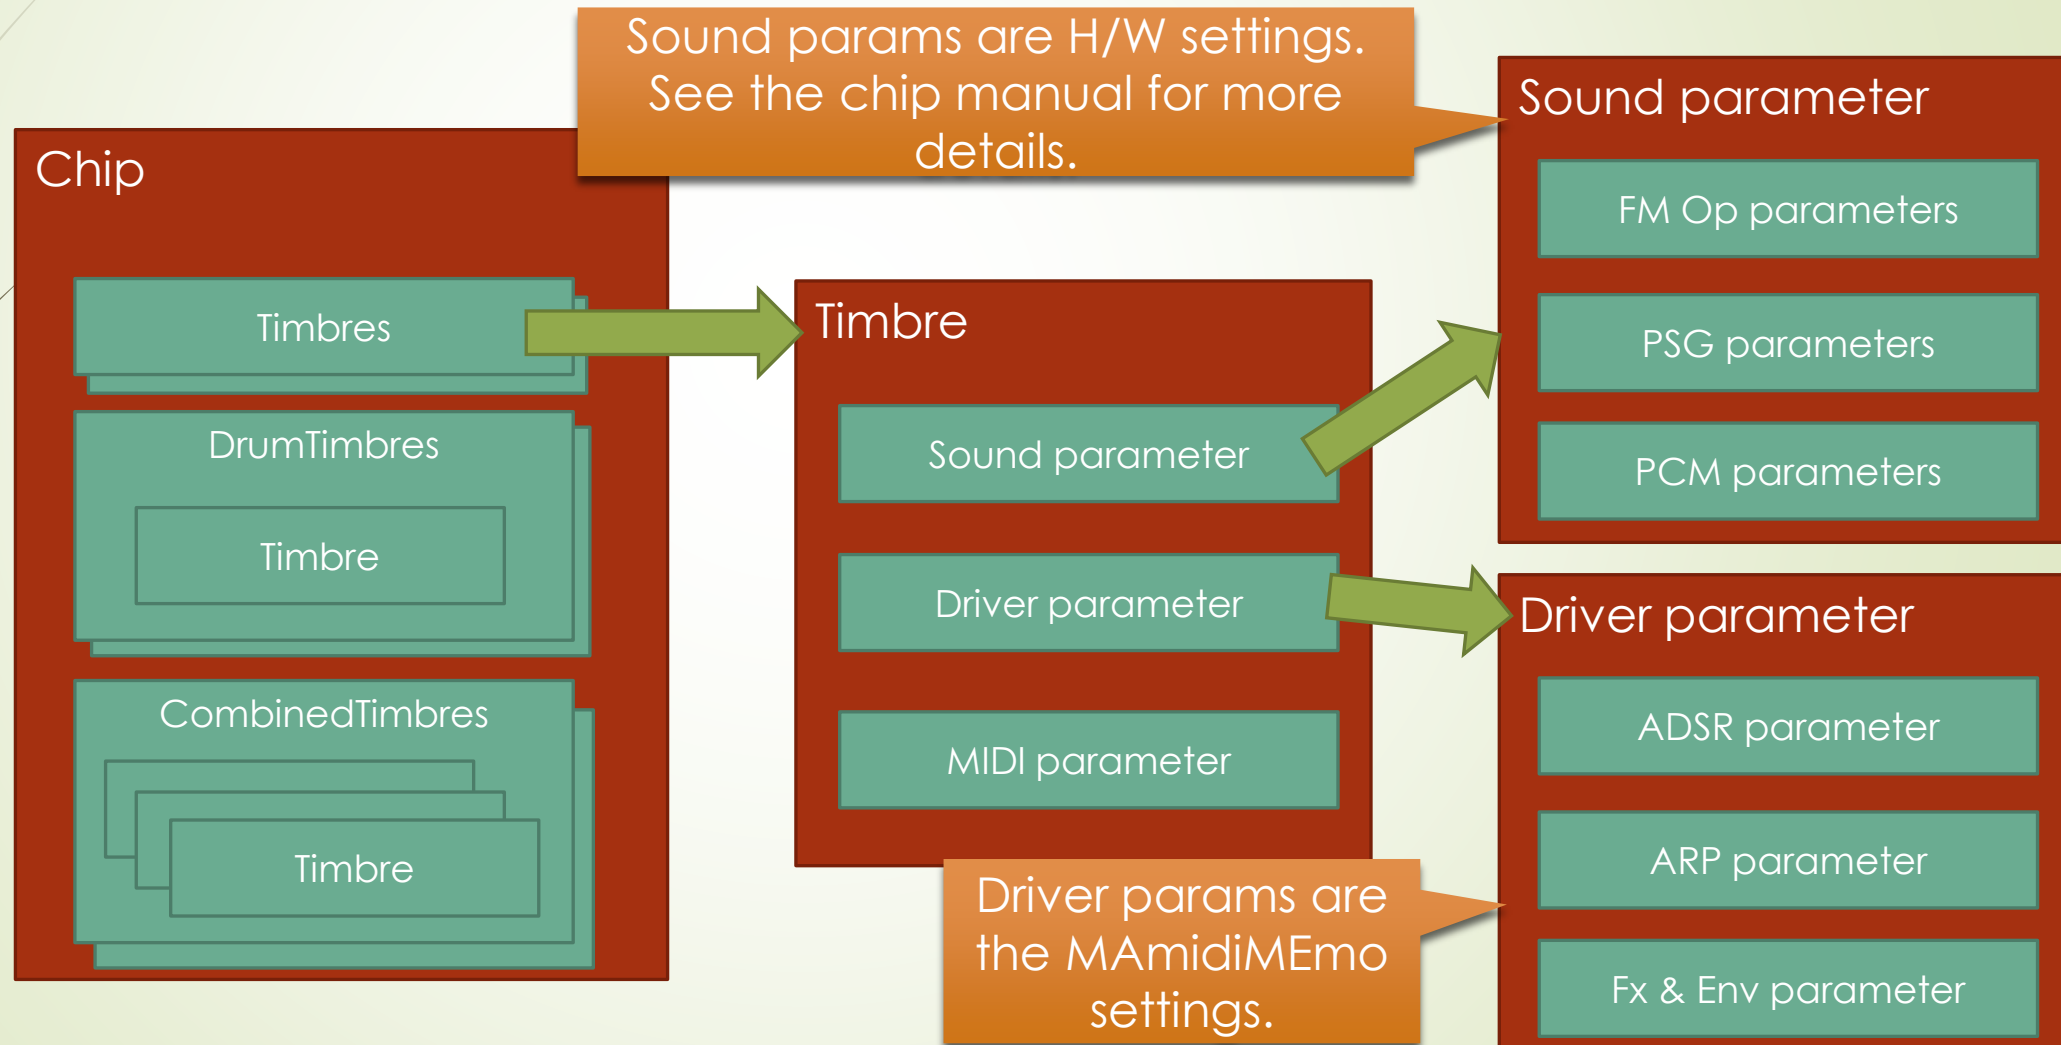 Sound params are H/W settings.
See the chip manual for more
details.
Chip
Timbres
DrumTimbres
Timbre
CombinedTimbres
Timbre
Timbre
Sound parameter
Driver parameter
MIDI parameter
Driver params are
the MAmidiMEmo
settings.
Sound parameter
FM Op parameters
PSG parameters
PCM parameters
Driver parameter
ADSR parameter
ARP parameter
Fx & Env parameter